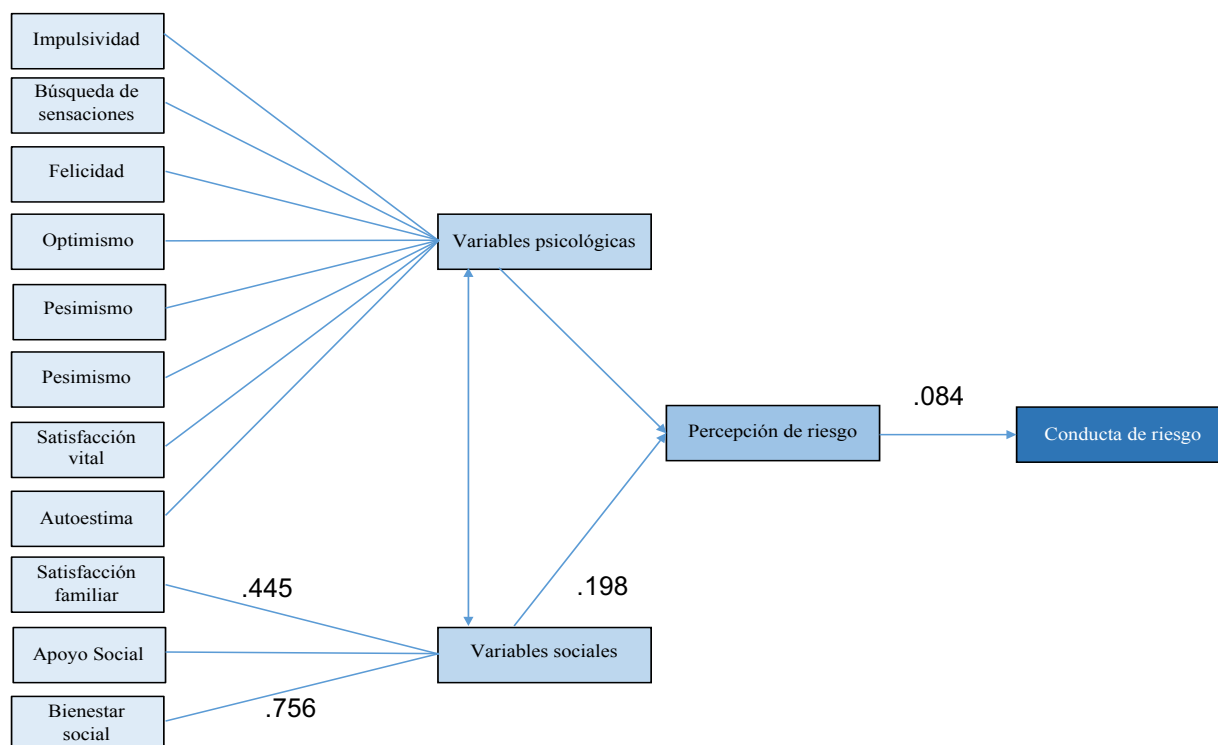 Impulsividad
Búsqueda de
sensaciones
Felicidad
Optimismo
Pesimismo
Pesimismo
Satisfacción
vital
Autoestima
Satisfacción
familiar
Apoyo Social
Bienestar
social
.445
.756
Variables psicológicas
Variables sociales
.198
Percepción de riesgo
.084
Conducta de riesgo